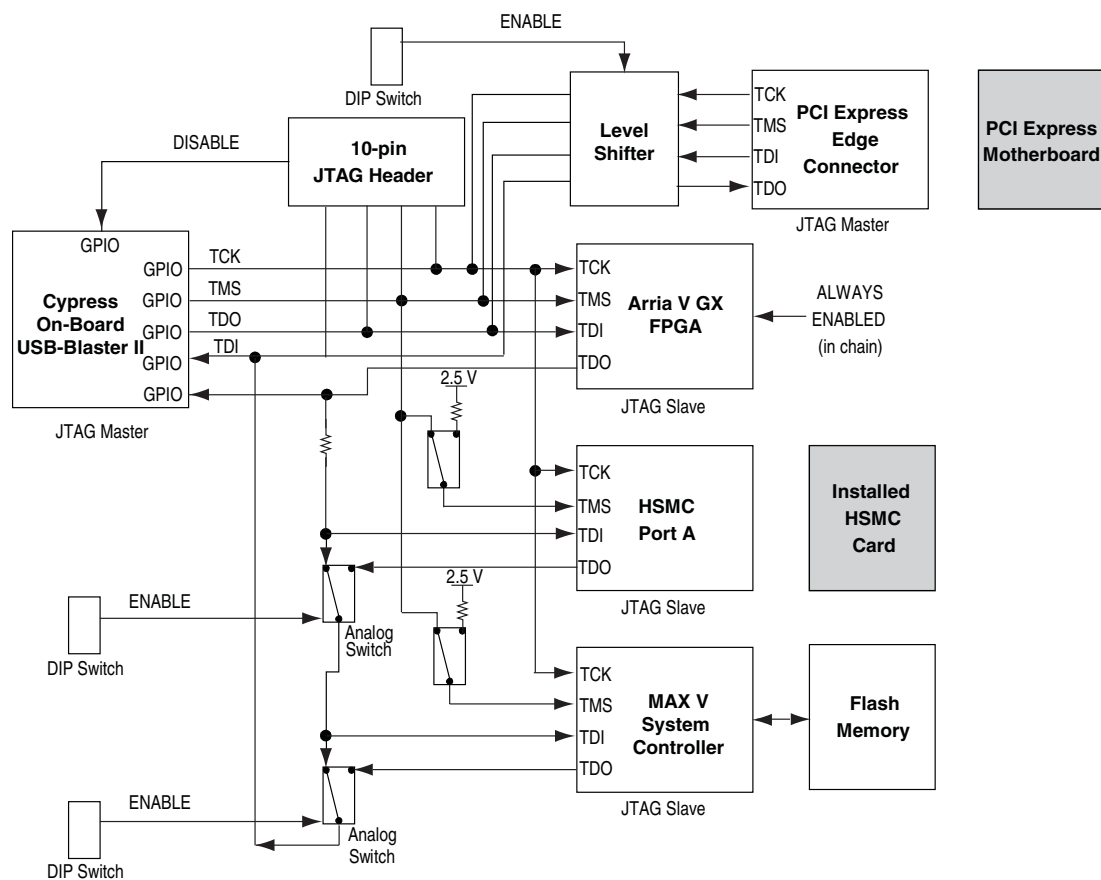 ENABLE
DIP Switch
DISABLE
10-pin
JTAG Header
Level
Shifter
TCK
TMS
TDI
TDO
PCI Express
Edge
Connector
JTAG Master
PCI Express
Motherboard
GPIO
GPIO
GPIO
GPIO
GPIO
GPIO
Cypress
On-Board
USB-Blaster II
JTAG Master
TCK
TMS
TDO
TDI
TCK
TMS
TDI
TDO
Arria V GX
FPGA
JTAG Slave
ALWAYS
ENABLED
(in chain)
2.5 V
TCK
TMS
TDI
TDO
HSMC
Port A
JTAG Slave
Installed
HSMC
Card
2.5 V
ENABLE
DIP Switch
Analog
Switch
TCK
TMS
TDI
TDO
MAX V
System
Controller
JTAG Slave
Flash
Memory
ENABLE
DIP Switch
Analog
Switch